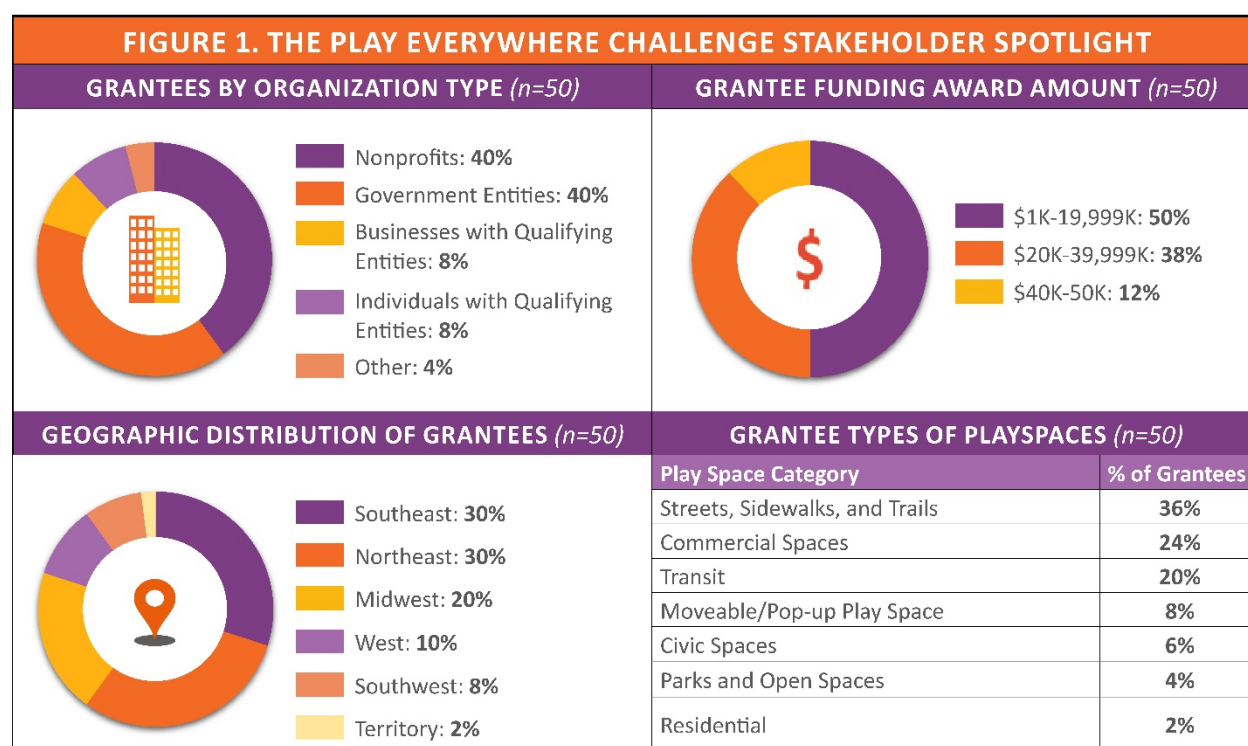 FIGURE 1. THE PLAY EVERYWHERE CHALLENGE STAKEHOLDER SPOTLIGHT
GRANTEES BY ORGANIZATION TYPE (n=50)
Nonprofits: 40%
Government Entities: 40%
Businesses with Qualifying
Entities: 8%
Individuals with Qualifying
Entities: 8%
Other: 4%
GRANTEE FUNDING AWARD AMOUNT (n=50)
$
$1K-19,999K: 50%
$20K-39,999K: 38%
$40K-50K: 12%
GEOGRAPHIC DISTRIBUTION OF GRANTEES (n=50)
Southeast: 30%
Northeast: 30%
Midwest: 20%
West: 10%
Southwest: 8%
Territory: 2%
GRANTEE TYPES OF PLAYSPACES (n=50)
Play Space Category % of Grantees
Streets, Sidewalks, and Trails 36%
Commercial Spaces 24%
Transit 20%
Moveable/Pop-up Play Space 8%
Civic Spaces 6%
Parks and Open Spaces 4%
Residential 2%